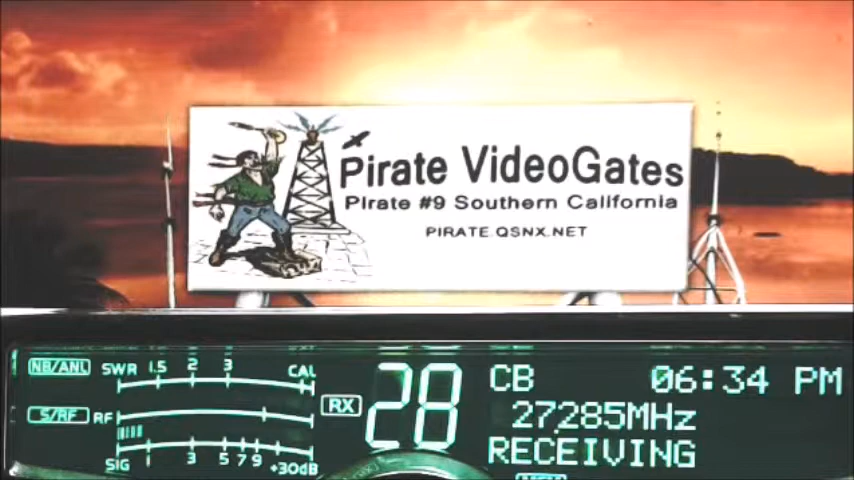 Pirate VideoGates
Pirate #9 Southern California
PIRATE.QSNX.NET
NB/ANL SWR 1.5 2 3 CAL
S/RF RF
SIG 1 3 5 7 9 +30dB
RX
28
CB 06:34 PM
27285MHz
RECEIVING